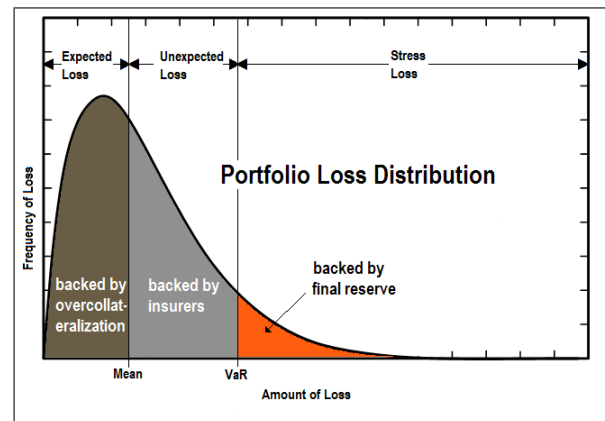 Expected
Loss
Unexpected
Loss
Stress
Loss
Portfolio Loss Distribution
Frequency of Loss
backed by
overcollat-
eralization
backed by
insurers
backed by
final reserve
Mean
VaR
Amount of Loss